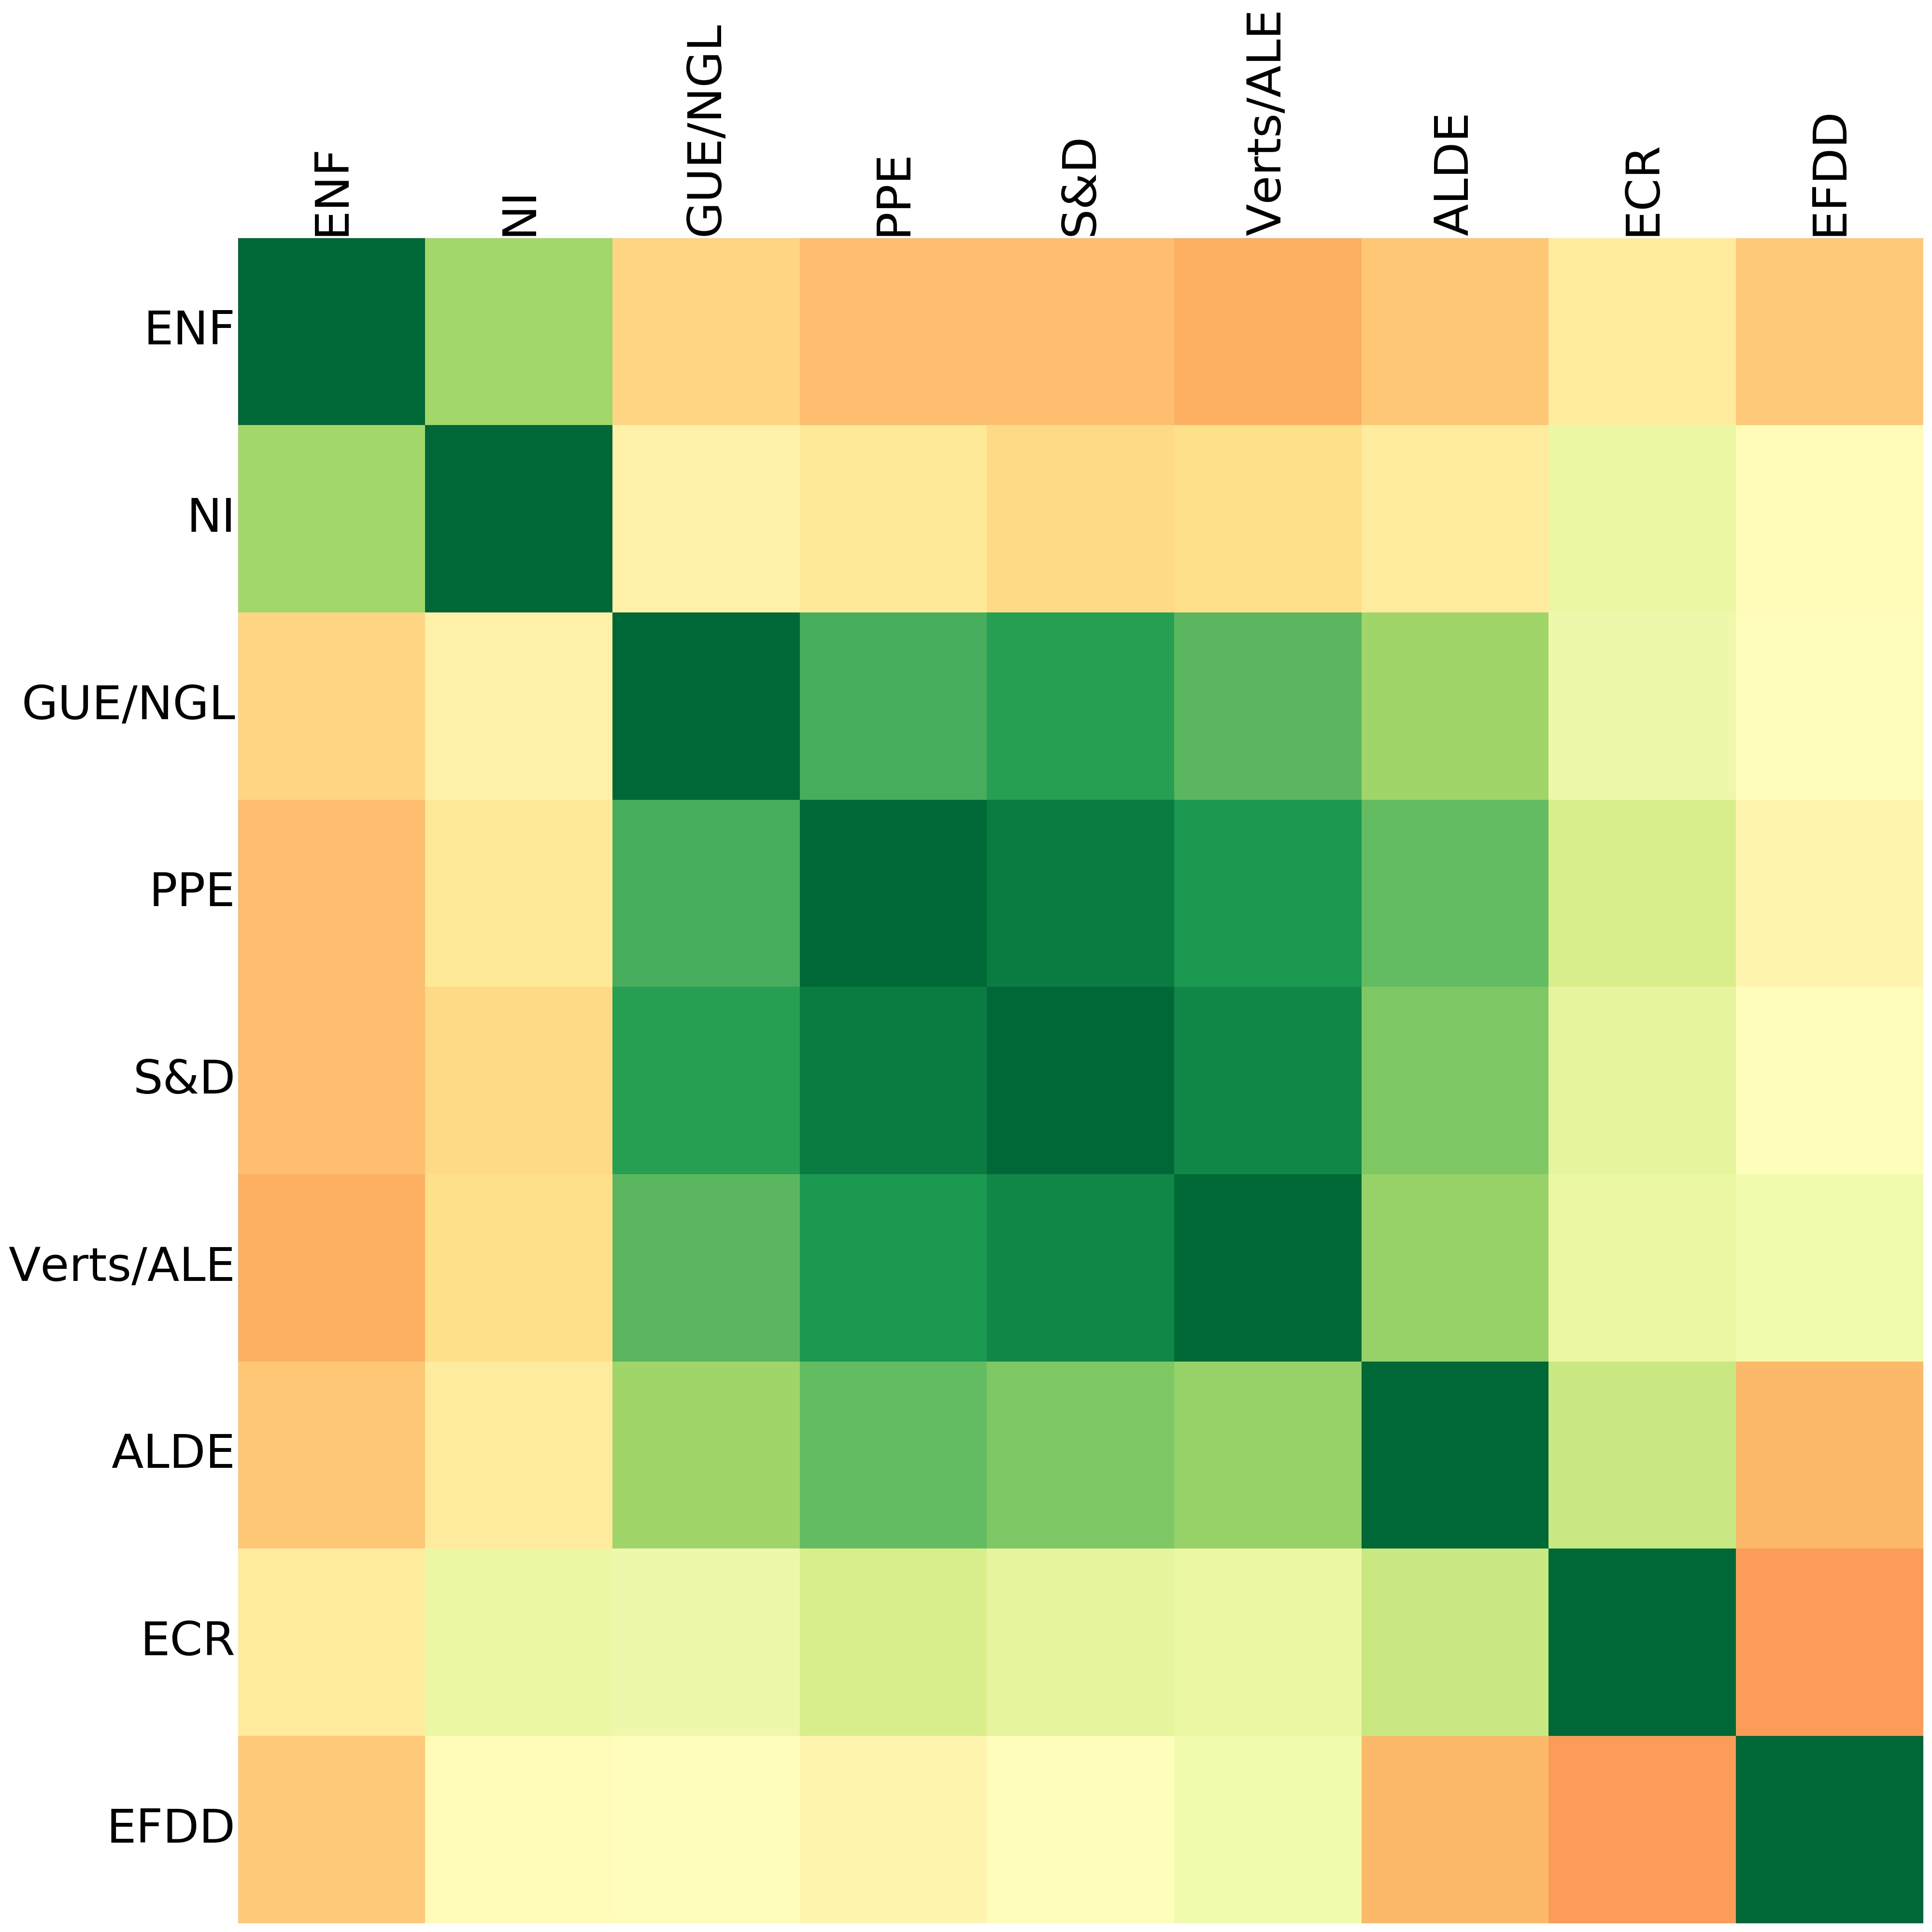 ENF
NI
GUE/NGL
PPE
S&D
Verts/ALE
ALDE
ECR
EFDD
ENF
NI
GUE/NGL
PPE
S&D
Verts/ALE
ALDE
ECR
EFDD